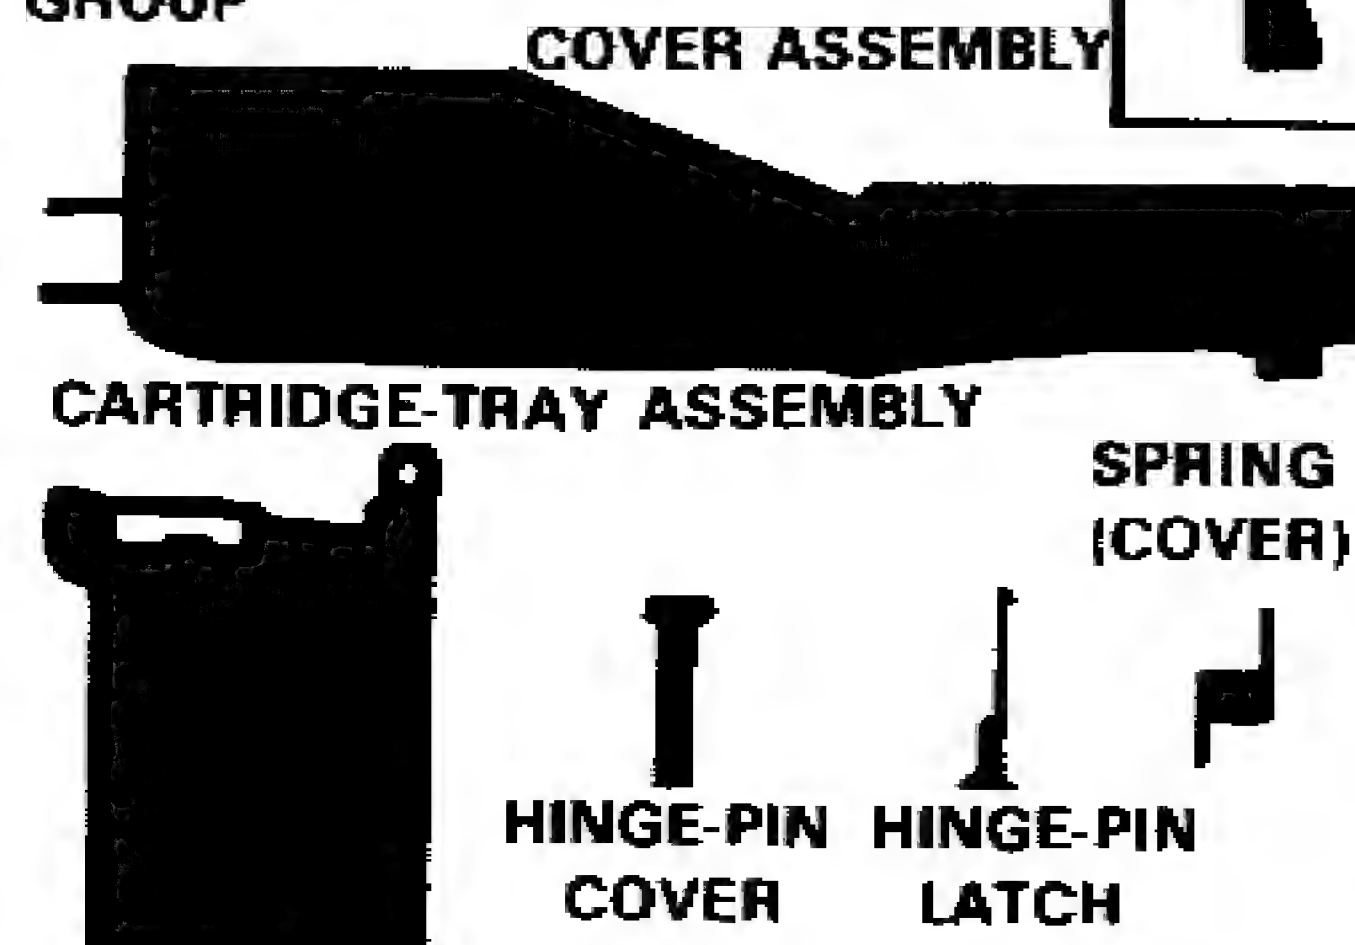 GROUP
COVER ASSEMBLY
CARTRIDGE-TRAY ASSEMBLY
SPRING
(COVER)
HINGE-PIN
COVER
HINGE-PIN
LATCH